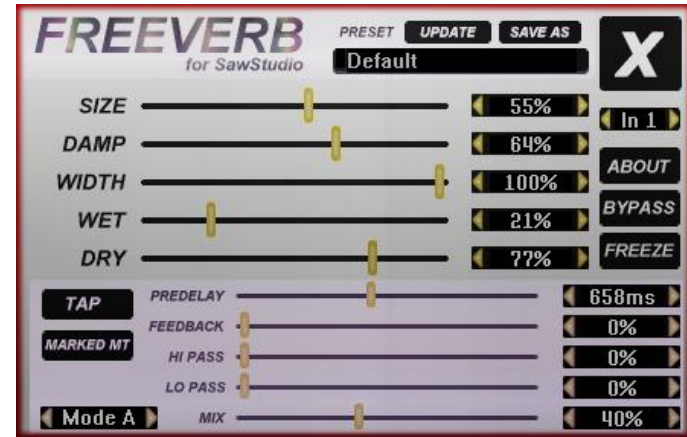 FREEVERB
for SawStudio
PRESET UPDATE SAVE AS
Default
X
SIZE 55%
In 1
DAMP 64%
ABOUT
WIDTH 100%
BYPASS
WET 21%
FREEZE
DRY 77%
TAP
PREDELAY 658ms
FEEDBACK 0%
MARKED MT
HI PASS 0%
LO PASS 0%
Mode A
MIX 40%